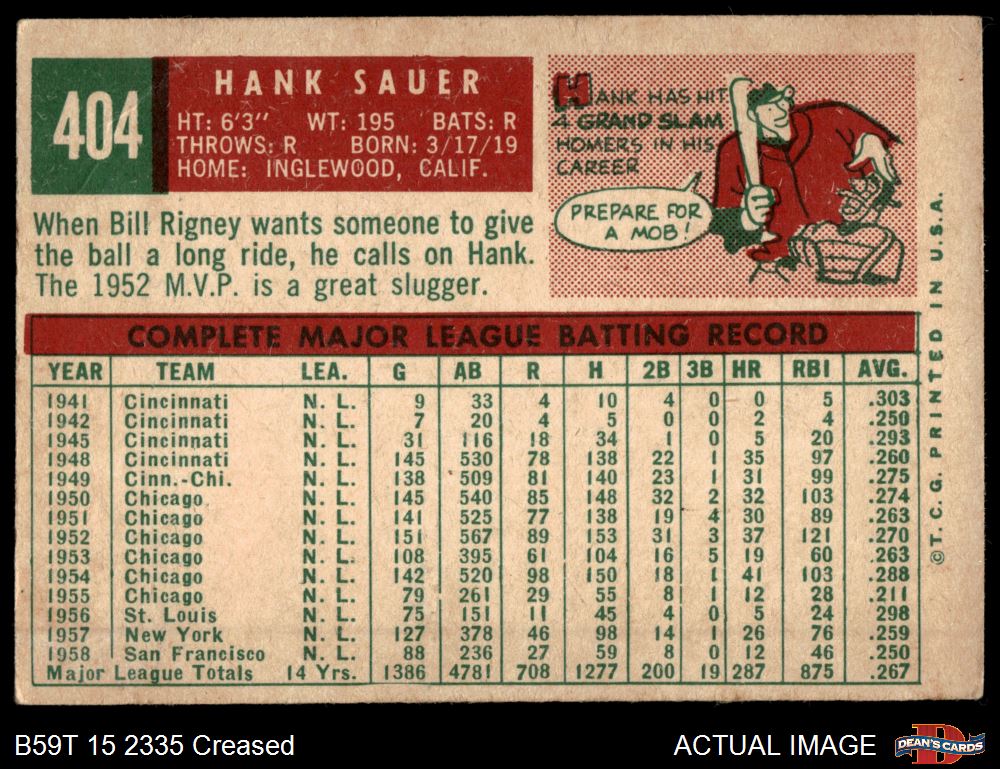 404
HANK SAUER
HT: 6'3" WT: 195 BATS: R
THROWS: R BORN: 3/17/19
HOME: INGLEWOOD, CALIF.
When Bill Rigney wants someone to give
the ball a long ride, he calls on Hank.
The 1952 M.V.P. is a great slugger.
HANK HAS HIT
4 GRAND SLAM
HOMERS IN HIS
CAREER
PREPARE FOR
A MOB!
COMPLETE MAJOR LEAGUE BATTING RECORD
YEAR TEAM LEA. G AB R H 2B 3B HR RBI AVG.
1941 Cincinnati N. L. 9 33 4 10 4 0 0 5 .303
1942 Cincinnati N. L. 7 20 4 5 0 0 2 4 .250
1945 Cincinnati N. L. 31 116 18 34 1 0 5 20 .293
1948 Cincinnati N. L. 145 530 78 138 22 1 35 97 .260
1949 Cinn.-Chi. N. L. 138 509 81 140 23 1 31 99 .275
1950 Chicago N. L. 145 540 85 148 32 2 32 103 .274
1951 Chicago N. L. 141 525 77 138 19 4 30 89 .263
1952 Chicago N. L. 151 567 89 153 31 3 37 121 .270
1953 Chicago N. L. 108 395 61 104 16 5 19 60 .263
1954 Chicago N. L. 142 520 98 150 18 1 41 103 .288
1955 Chicago N. L. 79 261 29 55 8 1 12 28 .211
1956 St. Louis N. L. 75 151 11 45 4 0 5 24 .298
1957 New York N. L. 127 378 46 98 14 1 26 76 .259
1958 San Francisco N. L. 88 236 27 59 8 0 12 46 .250
Major League Totals 14 Yrs. 1386 4781 708 1277 200 19 287 875 .267
©T. C. G. PRINTED IN U.S.A.
B59T 15 2335 Creased
ACTUAL IMAGE
DEAN'S CARDS